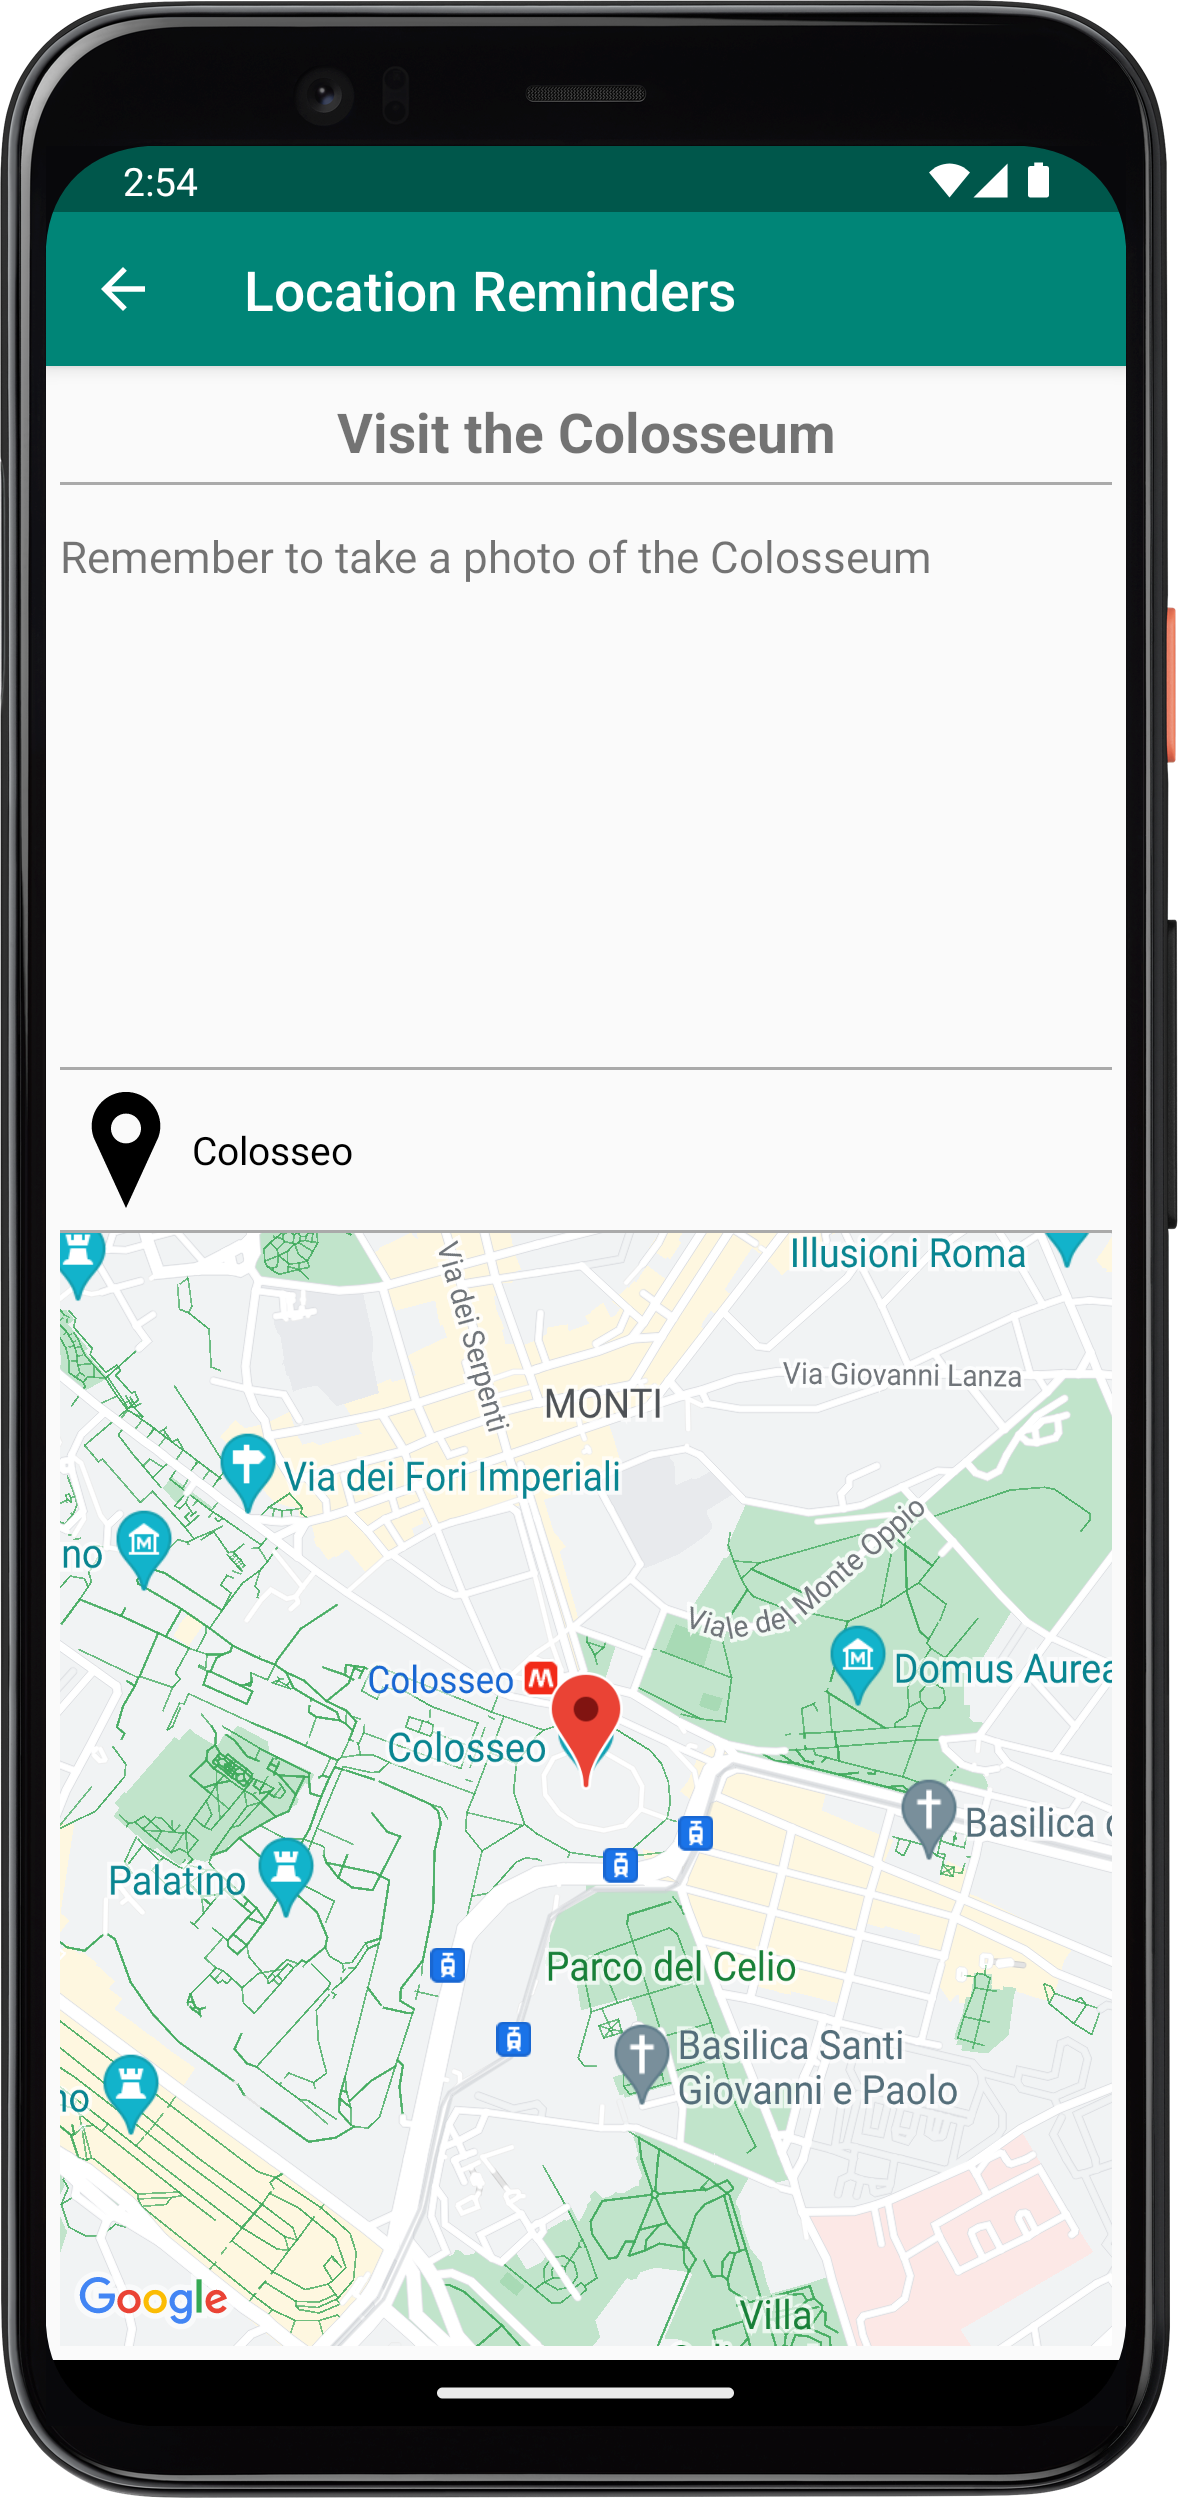 2:54
Location Reminders
Visit the Colosseum
Remember to take a photo of the Colosseum
Colosseo
Illusioni Roma
Via dei Serpenti
Via Giovanni Lanza
MONTI
Via dei Fori Imperiali
no
Viale del Monte Oppio
Domus Aurea
Colosseo
M
Colosseo
Basilica
Palatino
Parco del Celio
Basilica Santi
Giovanni e Paolo
no
Google
Villa